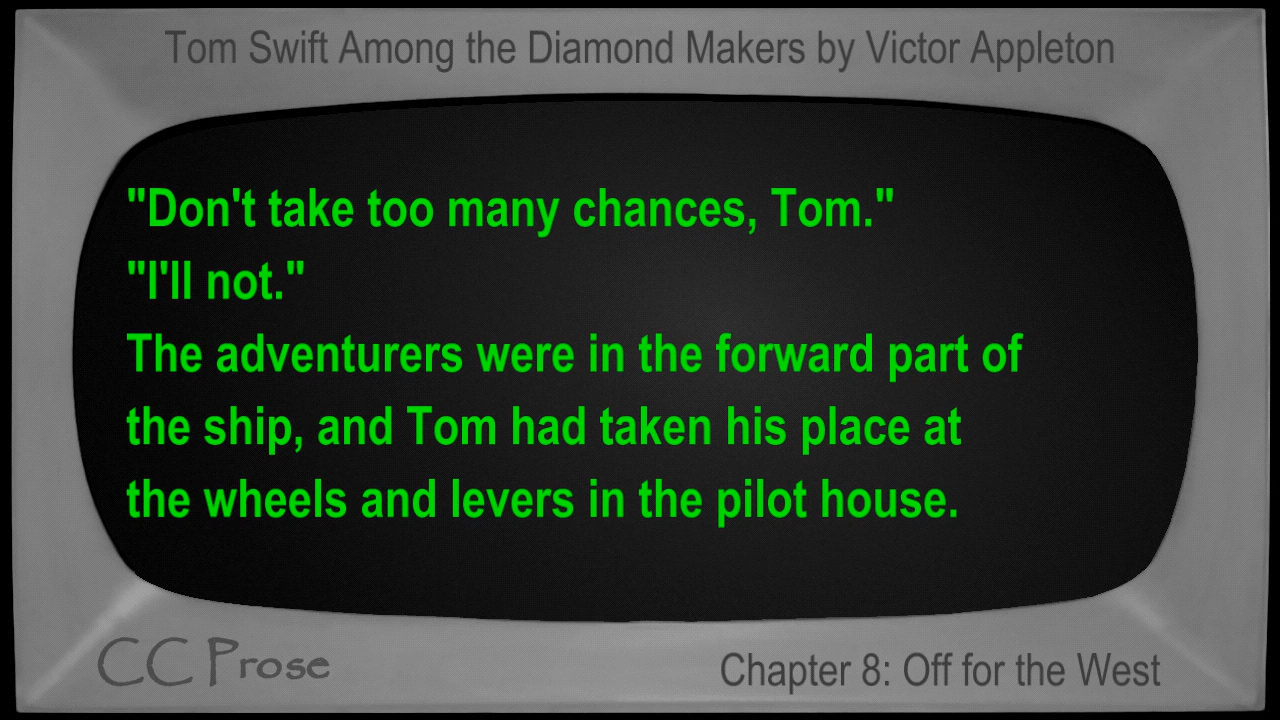 Tom Swift Among the Diamond Makers by Victor Appleton
"Don't take too many chances, Tom."
"I'll not."
The adventurers were in the forward part of
the ship, and Tom had taken his place at
the wheels and levers in the pilot house.
CC Prose
Chapter 8: Off for the West